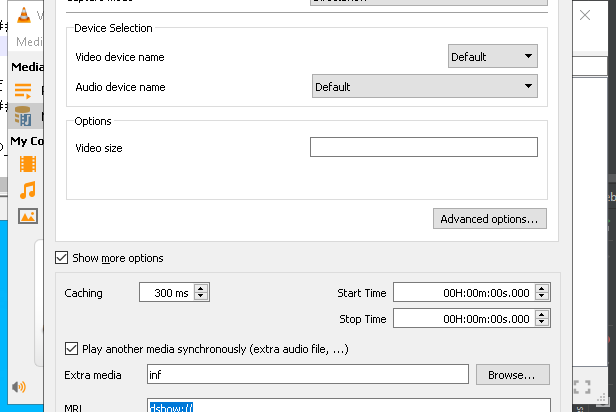 Medi
Media
My Co
Device Selection
Video device name
Default
Audio device name
Default
Options
Video size
Advanced options...
Show more options
Caching
300 ms
Start Time
00H:00m:00s.000
Stop Time
00H:00m:00s.000
Play another media synchronously (extra audio file, ...)
Extra media
inf
Browse...
MRL
dshow://